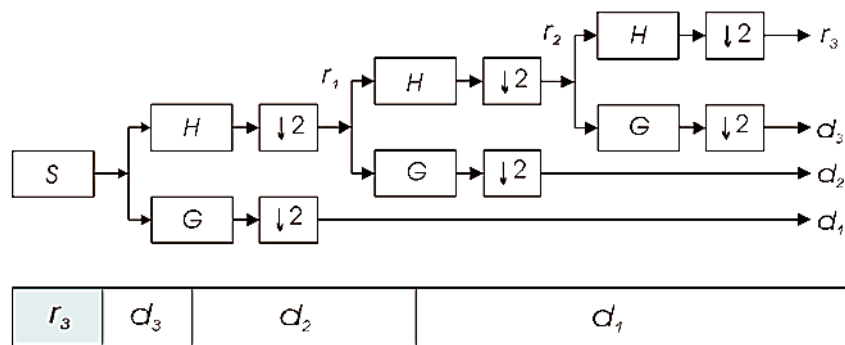 r₂ H ↓2 r₃
r₁ H ↓2
H ↓2 G ↓2 d₃
S G ↓2 d₂
G ↓2 d₁
r₃ d₃ d₂ d₁